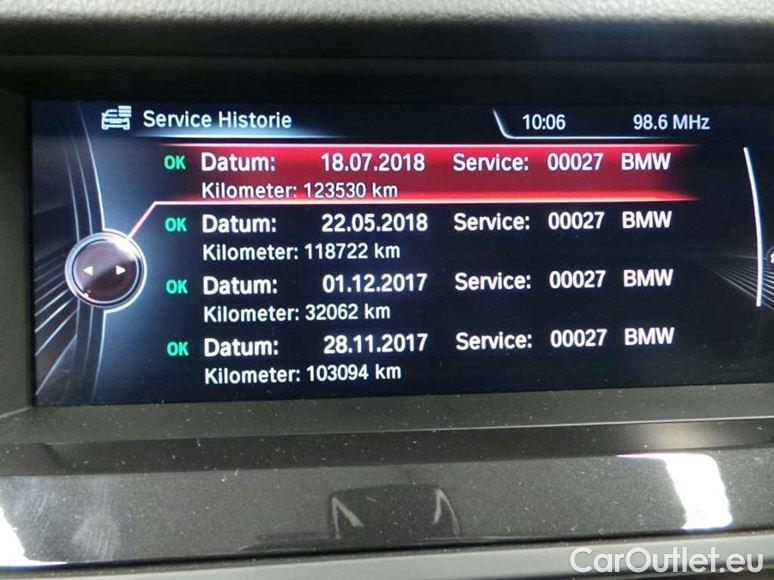 Service Historie 10:06 98.6 MHz
OK Datum: 18.07.2018 Service: 00027 BMW
Kilometer: 123530 km
OK Datum: 22.05.2018 Service: 00027 BMW
Kilometer: 118722 km
OK Datum: 01.12.2017 Service: 00027 BMW
Kilometer: 32062 km
OK Datum: 28.11.2017 Service: 00027 BMW
Kilometer: 103094 km
CarOutlet.eu